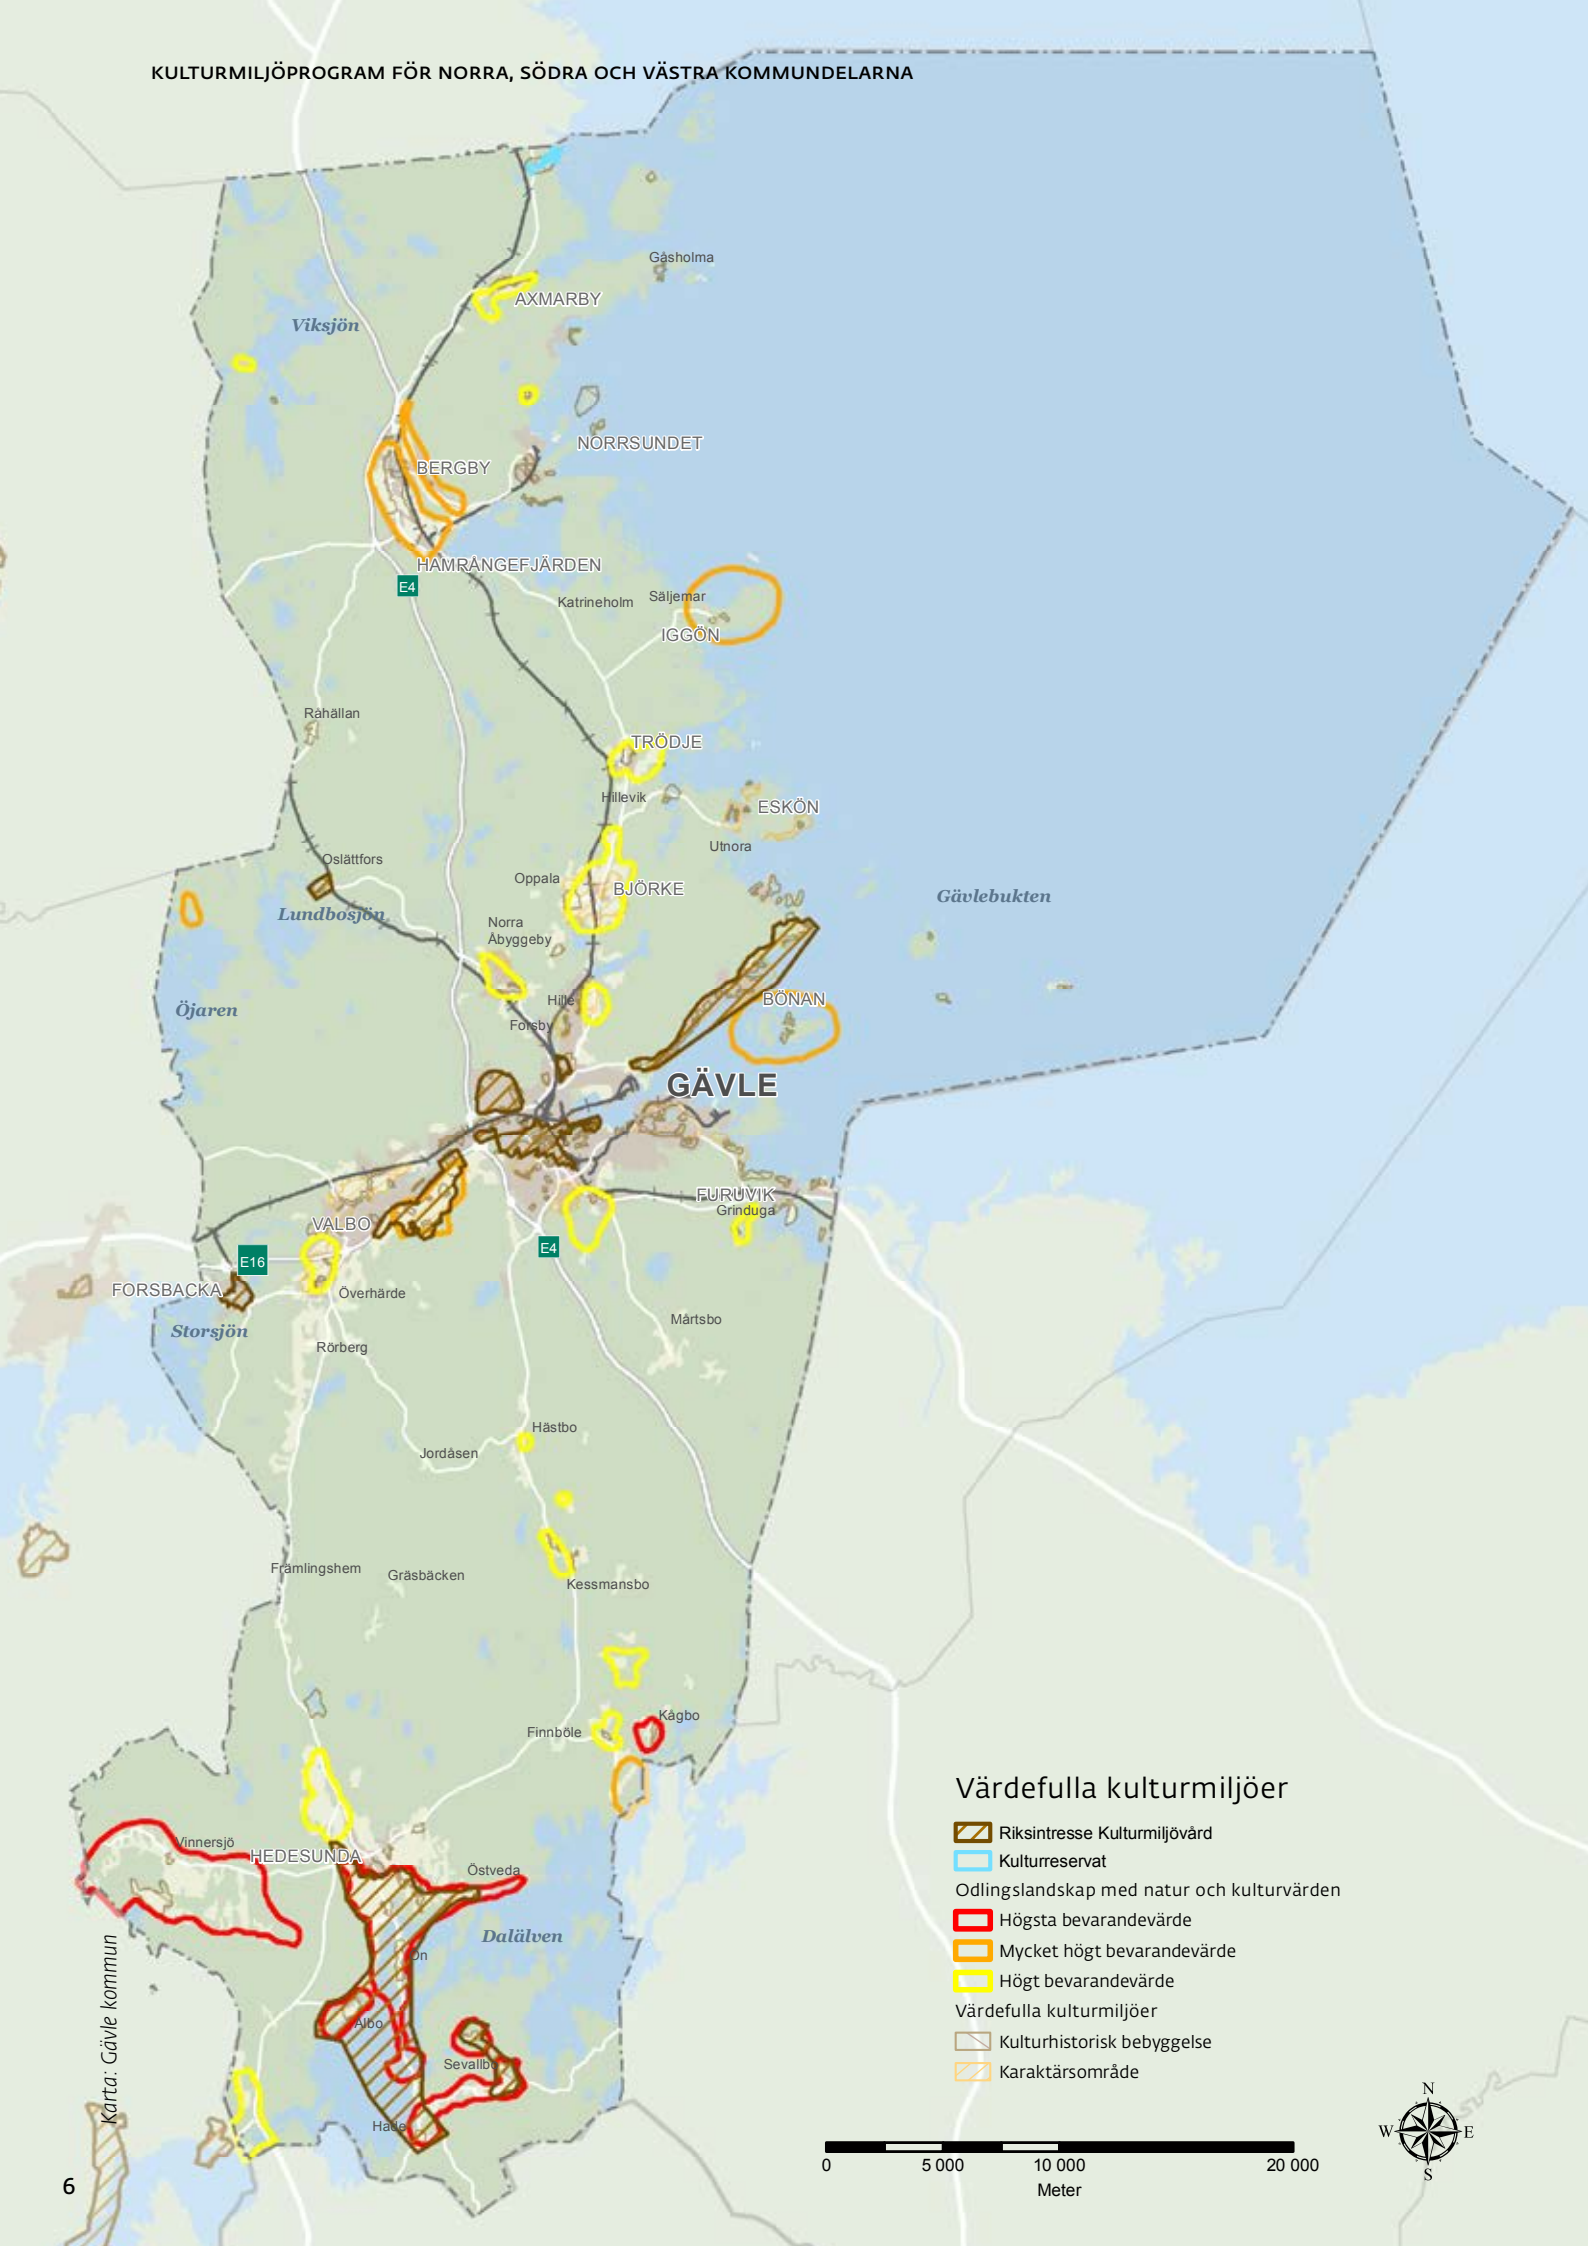 KULTURMILJÖPROGRAM FÖR NORRA, SÖDRA OCH VÄSTRA KOMMUNDELARNA
Gåsholma
AXMARBY
Viksjön
NORRSUNDET
BERGBY
HAMRÅNGEFJÄRDEN
E4
Katrineholm
Säljemar
IGGÖN
Råhällan
TRÖDJE
Hillevik
ESKÖN
Utnora
Oslättfors
Oppala
BJÖRKE
Gävlebukten
Lundbosjön
Norra
Åbyggeby
Öjaren
Hille
BÖNAN
Forsby
GÄVLE
FURUVIK
Grinduga
VALBO
E4
E16
FORSBACKA
Överhärde
Storsjön
Mårtsbo
Rörberg
Hästbo
Jordåsen
Främlingshem
Gräsbäcken
Kessmansbo
Kågbo
Finnböle
Vinnersjö
HEDESUNDA
Östveda
Dalälven
Ön
Albo
Sevallbo
Hade
Värdefulla kulturmiljöer
Riksintresse Kulturmiljövård
Kulturreservat
Odlingslandskap med natur och kulturvärden
Högsta bevarandevärde
Mycket högt bevarandevärde
Högt bevarandevärde
Värdefulla kulturmiljöer
Kulturhistorisk bebyggelse
Karaktärsområde
N
W E
S
0 5 000 10 000 20 000
Meter
Karta: Gävle kommun
6